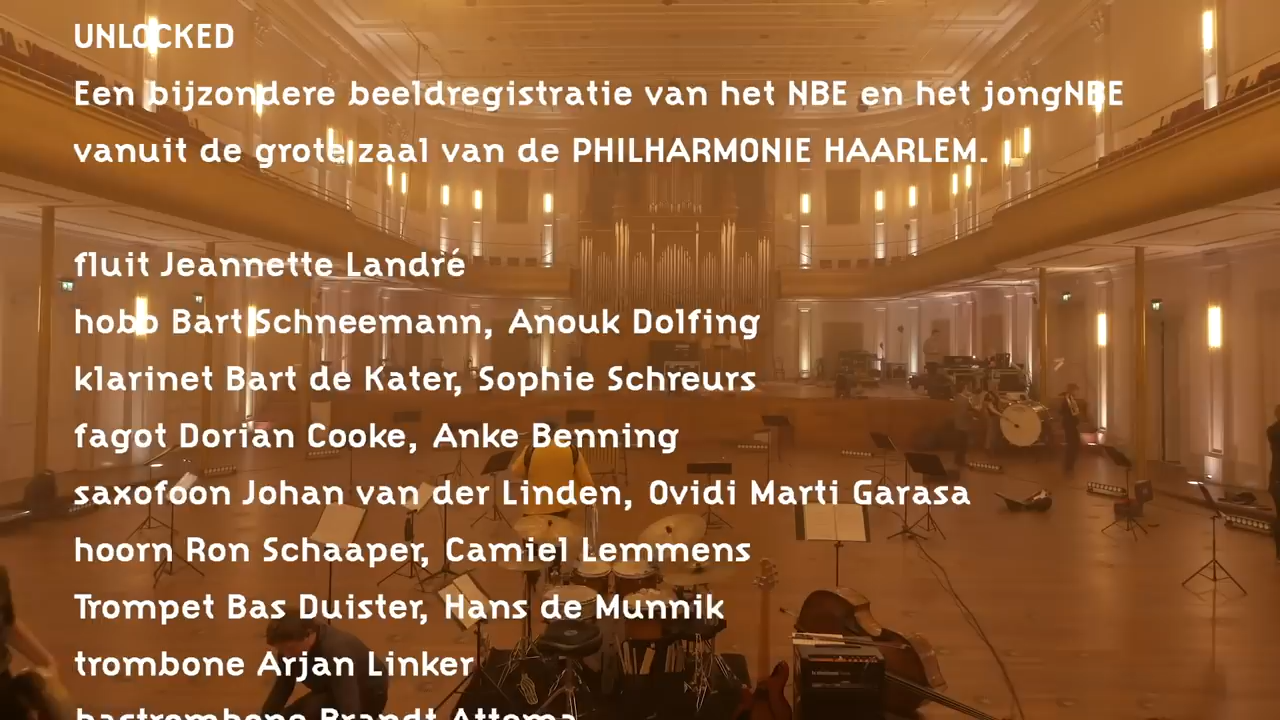 UNLOCKED
Een bijzondere beeldregistratie van het NBE en het jongNBE
vanuit de grote zaal van de PHILHARMONIE HAARLEM.
fluit Jeannette Landré
hobo Bart Schneemann, Anouk Dolfing
klarinet Bart de Kater, Sophie Schreurs
fagot Dorian Cooke, Anke Benning
saxofoon Johan van der Linden, Ovidi Marti Garasa
hoorn Ron Schaaper, Camiel Lemmens
Trompet Bas Duister, Hans de Munnik
trombone Arjan Linker
bastrombone Brandt Attema